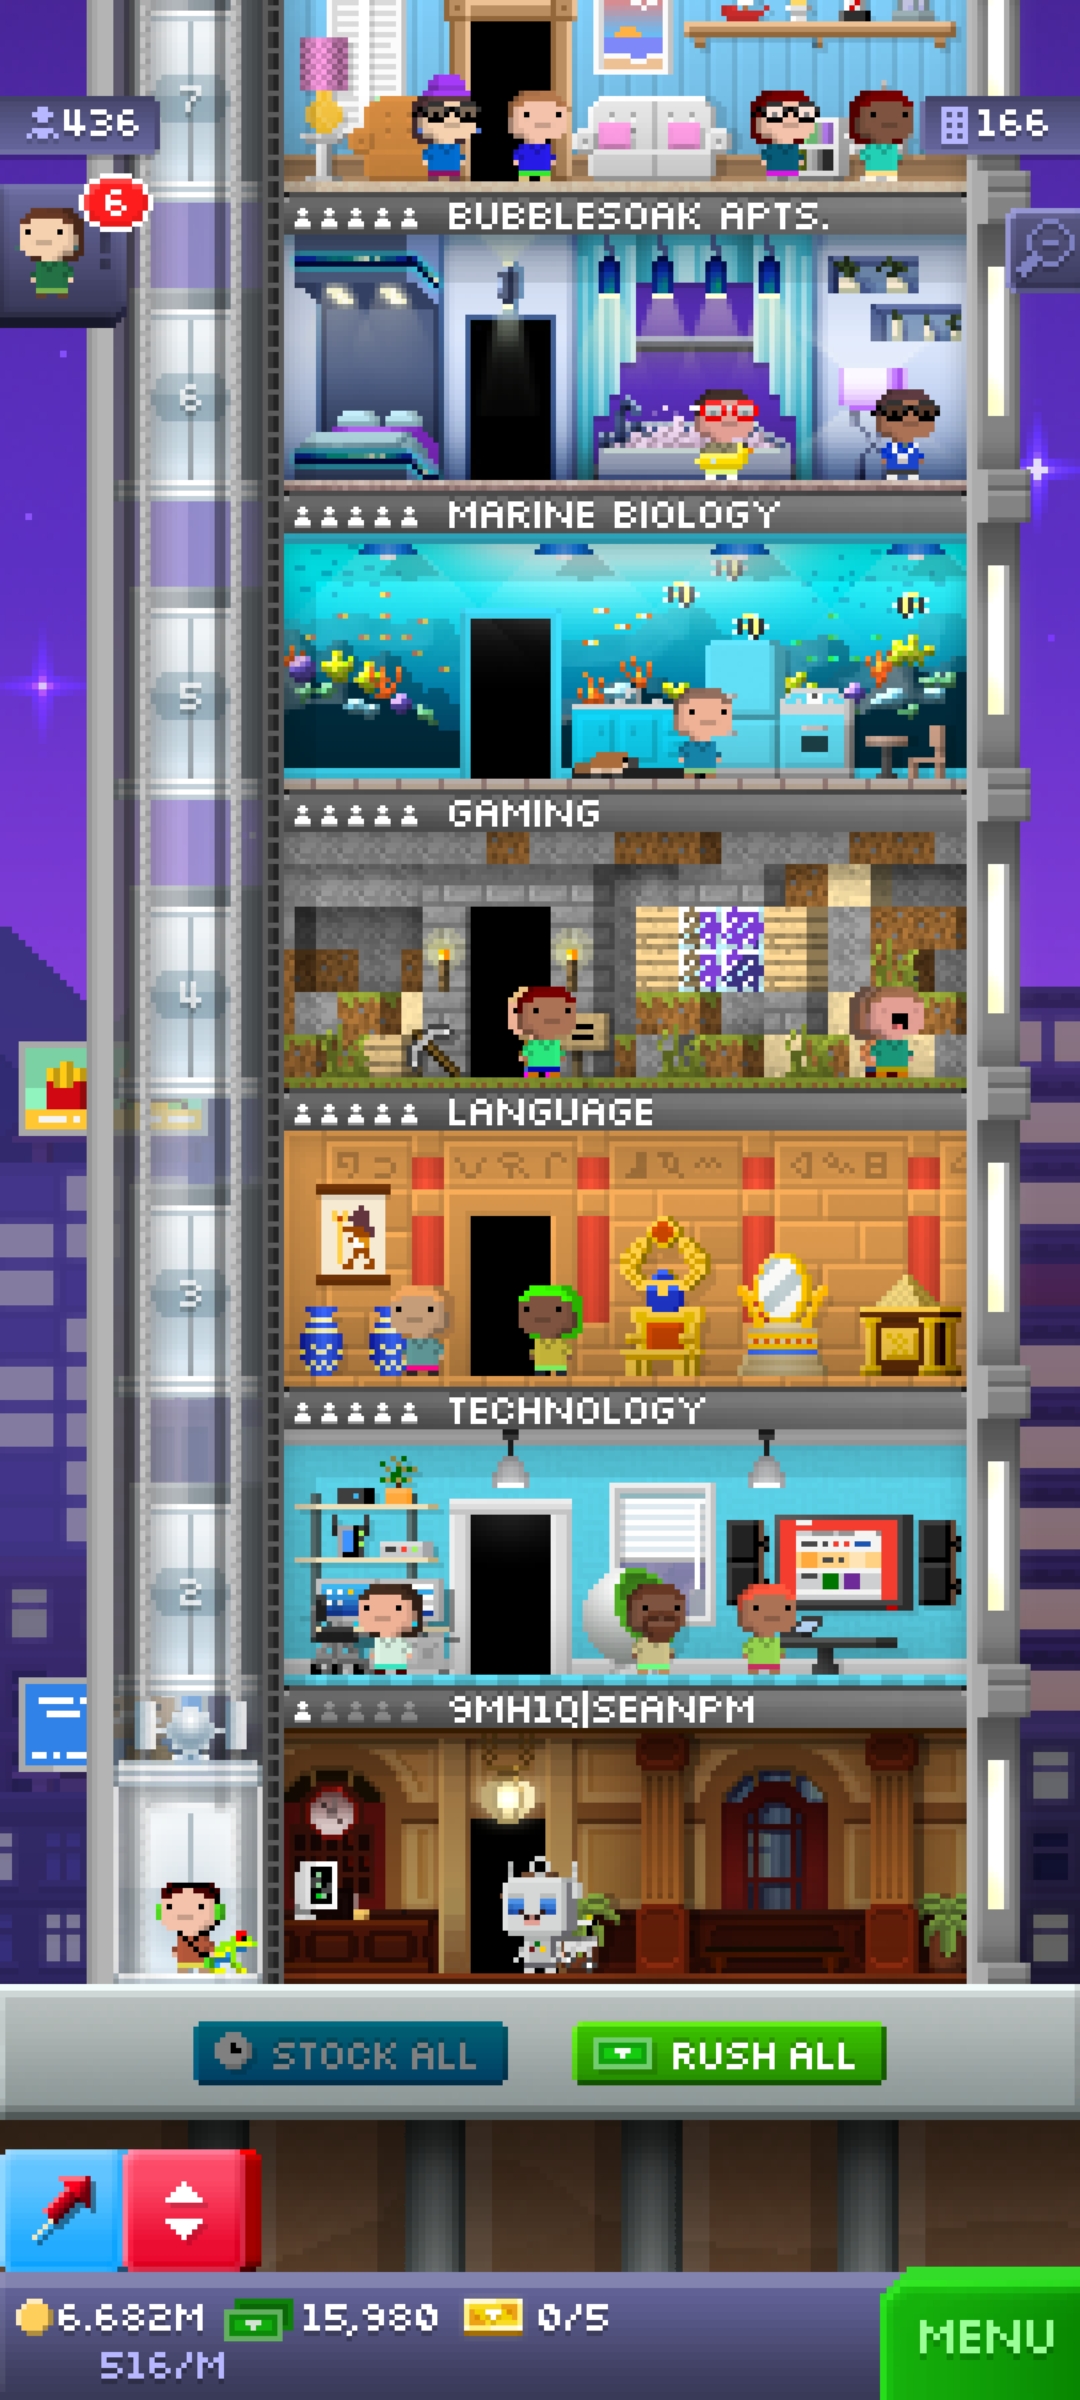 7
436
166
6
BUBBLESOAK APTS.
6
MARINE BIOLOGY
5
GAMING
4
LANGUAGE
3
TECHNOLOGY
2
9MH1Q|SEANPM
STOCK ALL
RUSH ALL
6.682M
15,980
0/5
516/M
MENU